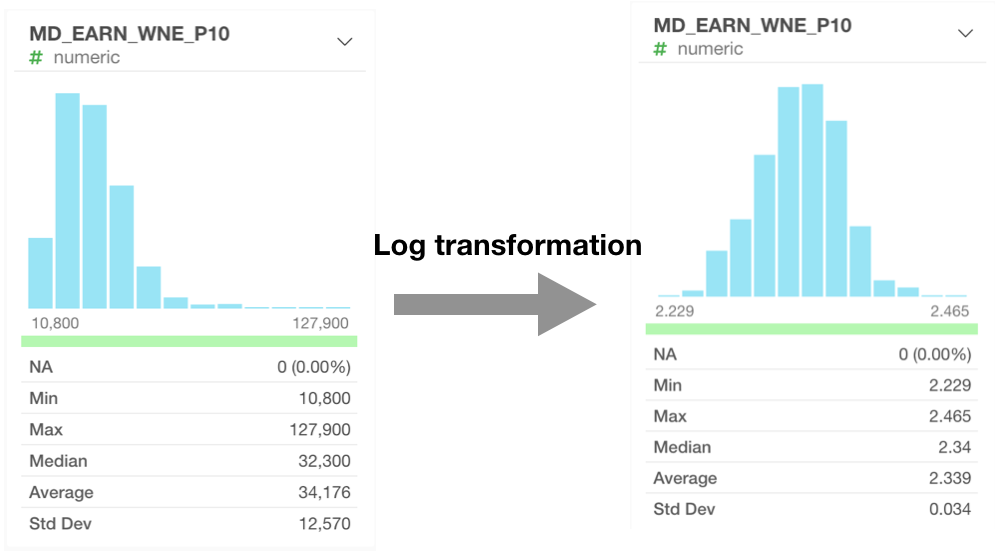 MD_EARN_WNE_P10
# numeric
10,800 127,900
NA 0 (0.00%)
Min 10,800
Max 127,900
Median 32,300
Average 34,176
Std Dev 12,570
Log transformation
MD_EARN_WNE_P10
# numeric
2.229 2.465
NA 0 (0.00%)
Min 2.229
Max 2.465
Median 2.34
Average 2.339
Std Dev 0.034